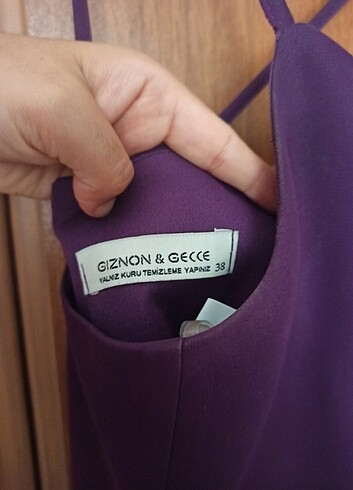 GIZNON & GECCE
YALNIZ KURU TEMİZLEME YAPINIZ 38